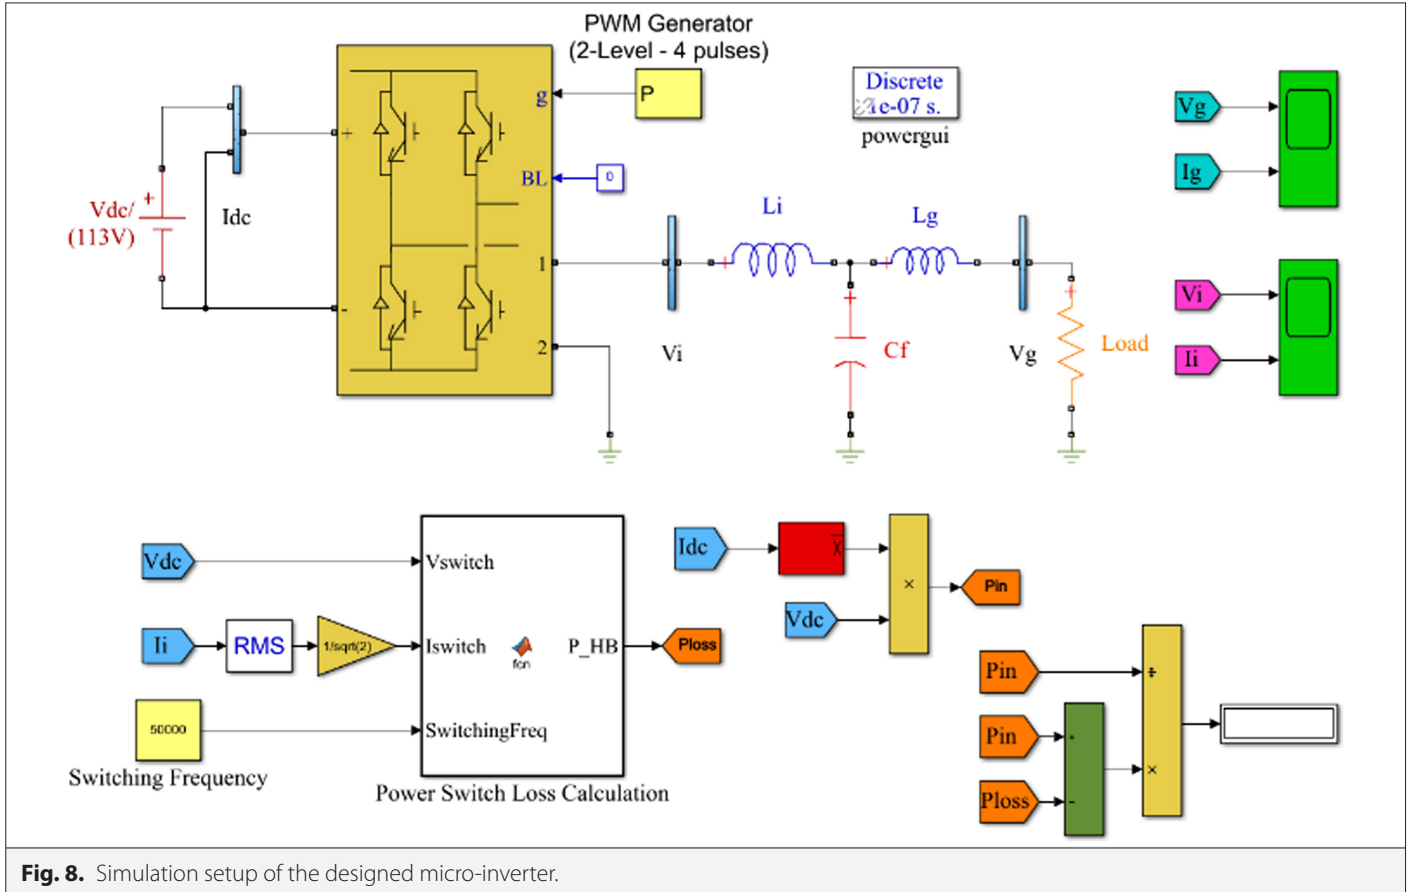 PWM Generator
(2-Level - 4 pulses)
g
P
Discrete
1e-07 s.
powergui
Vg
Ig
+
BL
0
Vdc/
(113V)
+
Idc
Li
Lg
1
+
+
-
2
Vi
+
Cf
Vg
+
Load
Vi
Ii
Vdc
Vswitch
Ii
RMS
1/sqrt(2)
Iswitch
fcn
P_HB
Ploss
50000
SwitchingFreq
Switching Frequency
Power Switch Loss Calculation
Idc
x
Vdc
×
Pin
Pin
÷
Pin
+
Ploss
-
×
Fig. 8. Simulation setup of the designed micro-inverter.